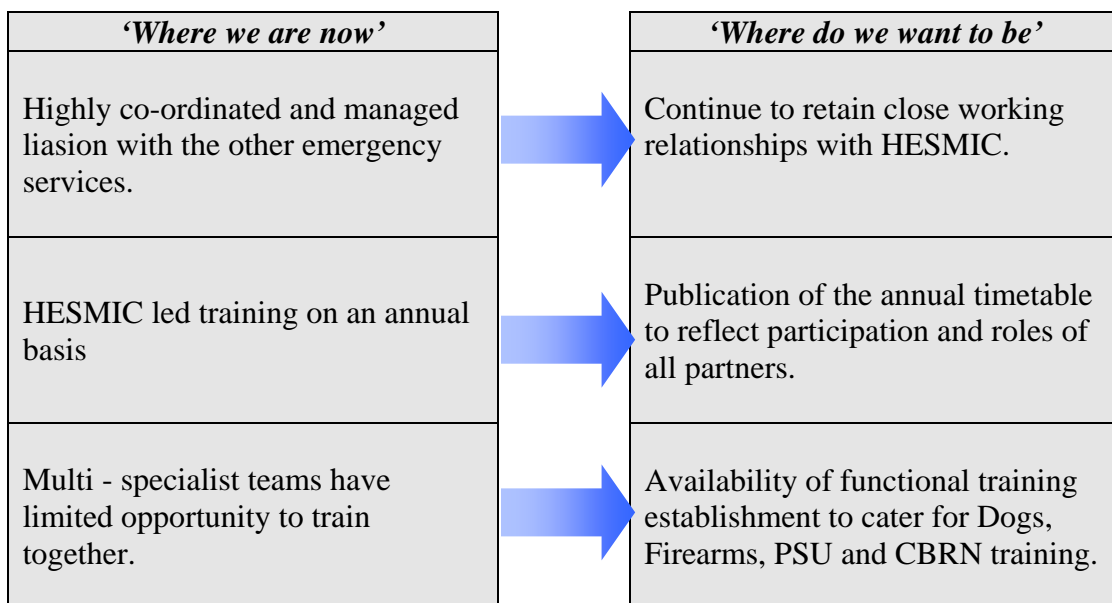 ‘Where we are now’
‘Where do we want to be’
Highly co-ordinated and managed
liasion with the other emergency
services.
Continue to retain close working
relationships with HESMIC.
HESMIC led training on an annual
basis
Publication of the annual timetable
to reflect participation and roles of
all partners.
Multi - specialist teams have
limited opportunity to train
together.
Availability of functional training
establishment to cater for Dogs,
Firearms, PSU and CBRN training.